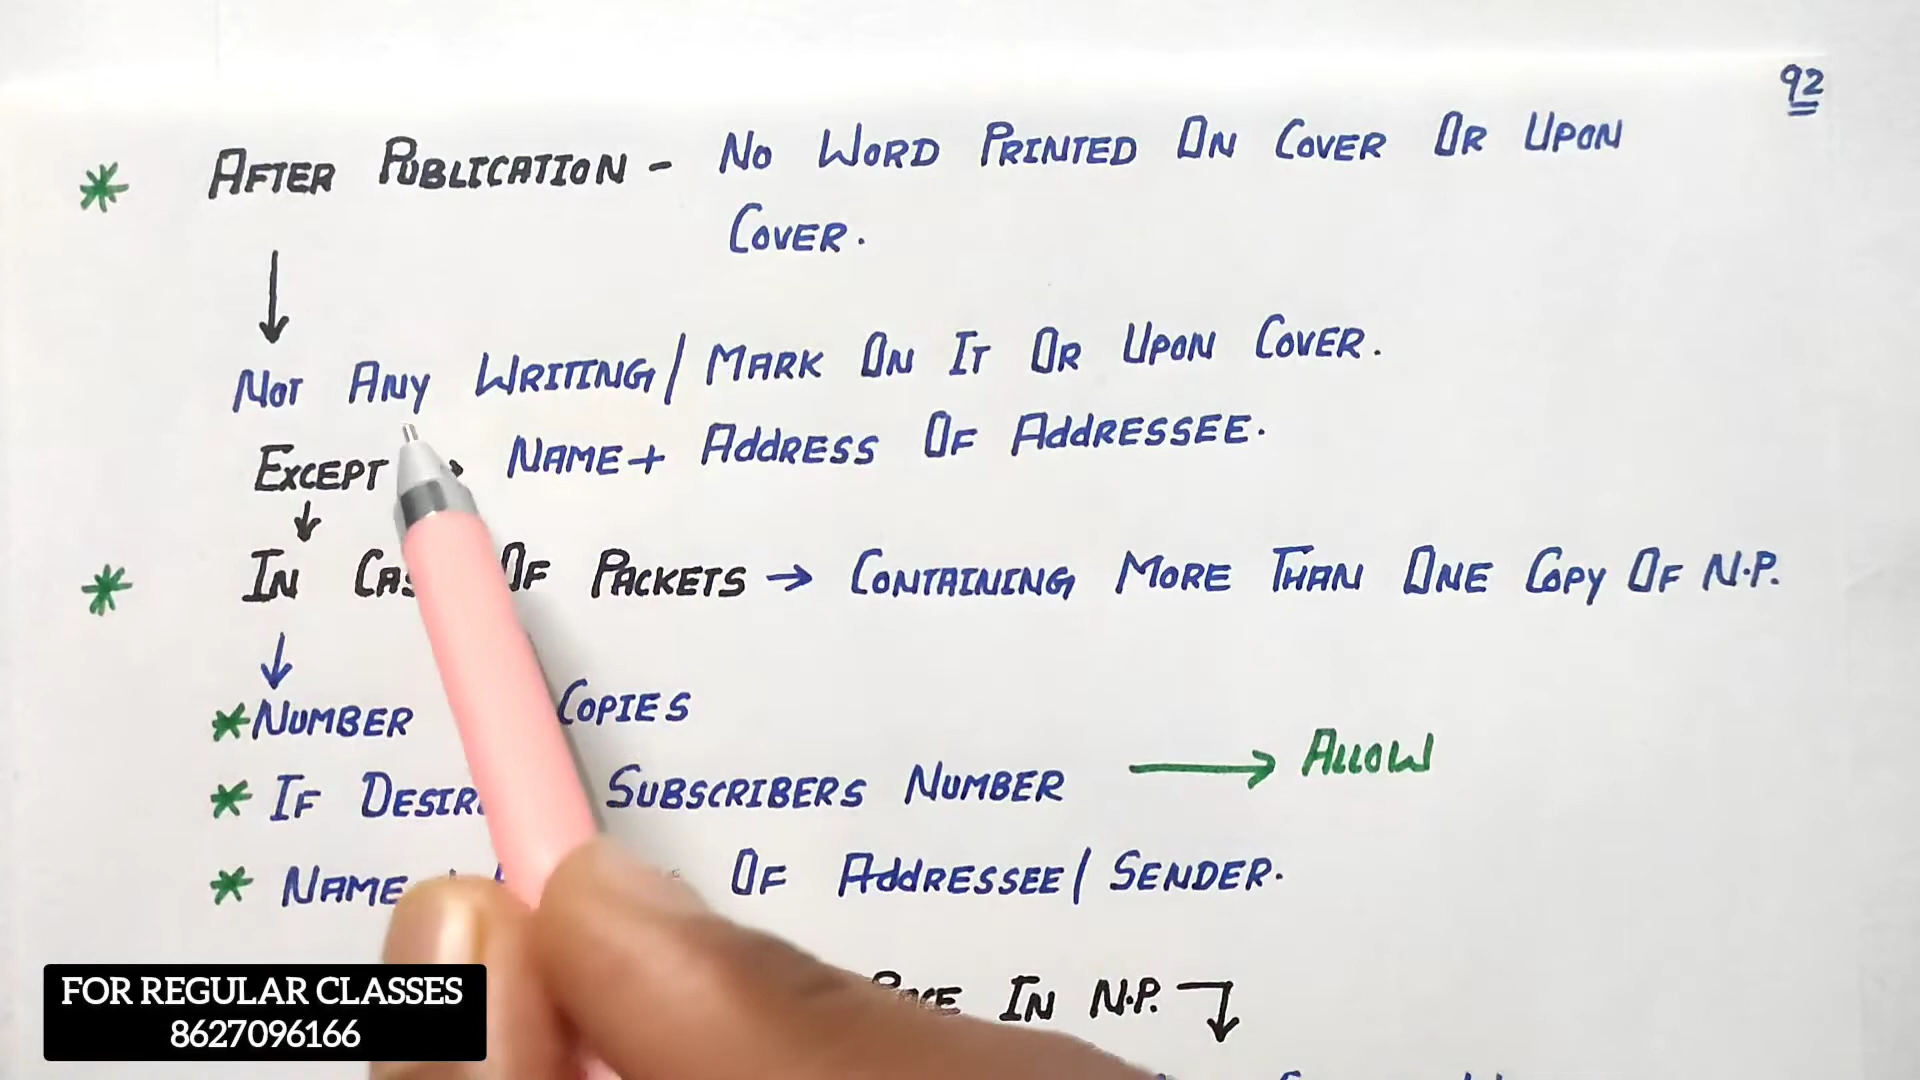 92
AFTER PUBLICATION - NO WORD PRINTED ON COVER OR UPON
COVER.
NOT ANY WRITING/ MARK ON IT OR UPON COVER.
EXCEPT → NAME + ADDRESS OF ADDRESSEE.
IN OF PACKETS → CONTAINING MORE THAN ONE COPY OF N.P.
* NUMBER COPIES
* IF SUBSCRIBERS NUMBER → ALLOW
* NAME OF ADDRESSEE/ SENDER.
IN N.P.
FOR REGULAR CLASSES
8627096166